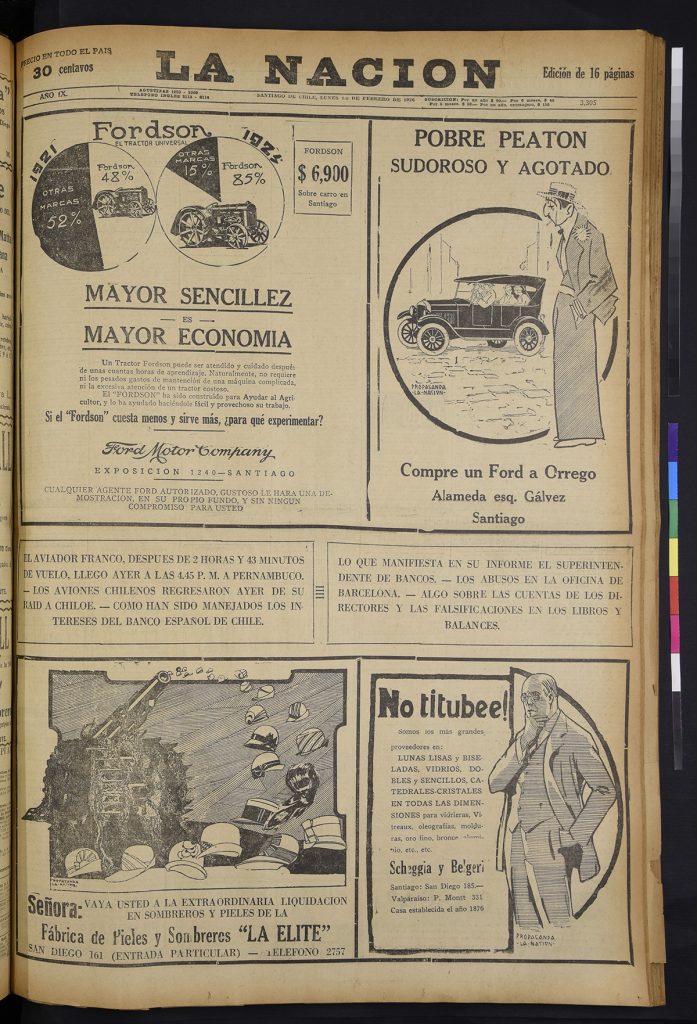 PRECIO EN TODO EL PAIS
30 centavos
LA NACION
Edición de 16 páginas
AÑO IX.
SANTIAGO DE CHILE, LUNES 1.o DE FEBRERO DE 1926
3,305
Fordson
EL TRACTOR UNIVERSAL
1921
OTRAS MARCAS 52%
Fordson 48%
OTRAS MARCAS 15%
Fordson 85%
FORDSON
$ 6,900
Sobre carro en
Santiago
MAYOR SENCILLEZ
ES
MAYOR ECONOMIA
Un Tractor Fordson puede ser atendido y cuidado después
de unas cuantas horas de aprendizaje. Naturalmente, no requiere
ni los pesados gastos de mantención de una máquina complicada,
ni la excesiva atención de un tractor costoso.
El "FORDSON" ha sido construído para Ayudar al Agri-
cultor, y lo ha ayudado haciéndole fácil y provechoso su trabajo.
Si el "Fordson" cuesta menos y sirve más, ¿para qué experimentar?
Ford Motor Company
EXPOSICION 1240—SANTIAGO
CUALQUIER AGENTE FORD AUTORIZADO, GUSTOSO LE HARA UNA DE-
MOSTRACION, EN SU PROPIO FUNDO, Y SIN NINGUN
COMPROMISO PARA USTED
POBRE PEATON
SUDOROSO Y AGOTADO
PROPAGANDA
-LA-NACION-
Compre un Ford a Orrego
Alameda esq. Gálvez
Santiago
EL AVIADOR FRANCO, DESPUES DE 2 HORAS Y 43 MINUTOS
DE VUELO, LLEGO AYER A LAS 4.45 P. M. A PERNAMBUCO.
— LOS AVIONES CHILENOS REGRESARON AYER DE SU
RAID A CHILOE. — COMO HAN SIDO MANEJADOS LOS IN-
TERESES DEL BANCO ESPAÑOL DE CHILE.
LO QUE MANIFIESTA EN SU INFORME EL SUPERINTEN-
DENTE DE BANCOS. — LOS ABUSOS EN LA OFICINA DE
BARCELONA. — ALGO SOBRE LAS CUENTAS DE LOS DI-
RECTORES Y LAS FALSIFICACIONES EN LOS LIBROS Y
BALANCES.
PROPAGANDA
LA NACION
Señora: VAYA USTED A LA EXTRAORDINARIA LIQUIDACION
EN SOMBREROS Y PIELES DE LA
Fábrica de Pieles y Sombreros "LA ELITE"
SAN DIEGO 161 (ENTRADA PARTICULAR) — TELEFONO 2757
No titubee!
Somos los más grandes
proveedores en:
LUNAS LISAS y BISE-
LADAS, VIDRIOS, DO-
BLES y SENCILLOS, CA-
TEDRALES-CRISTALES
EN TODAS LAS DIMEN-
SIONES para vidrieras, Vi-
treaux, oleografías, moldu-
ras, oro fino, bronce
etc., etc.
Scheggia y Belgeri
Santiago: San Diego 185.—
Valparaíso: P. Montt 331
Casa establecida el año 1876
PROPAGANDA
-LA-NACION-